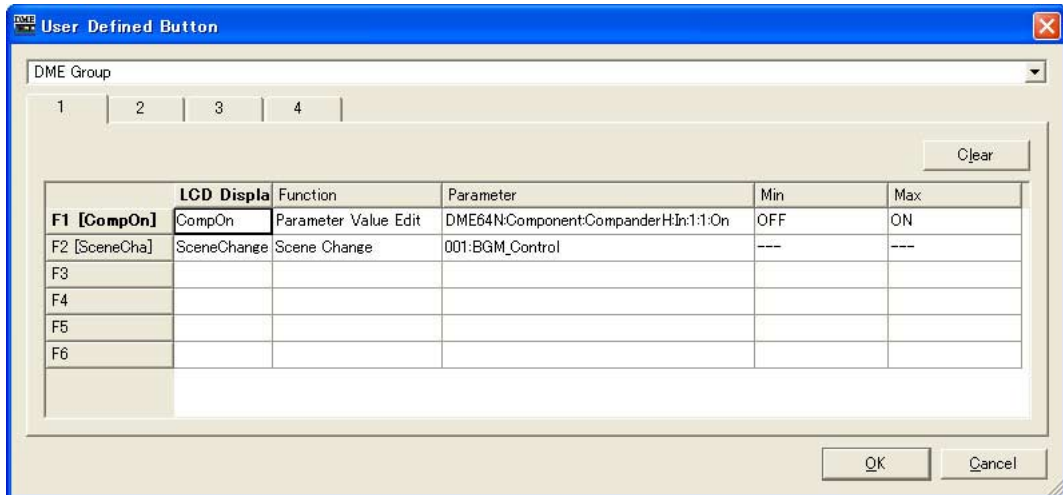 User Defined Button
DME Group
1 2 3 4
Clear
LCD Displa Function Parameter Min Max
F1 [CompOn] CompOn Parameter Value Edit DME64N:Component:CompanderH:In:1:1:On OFF ON
F2 [SceneCha] SceneChange Scene Change 001:BGM_Control --- ---
F3
F4
F5
F6
OK Cancel